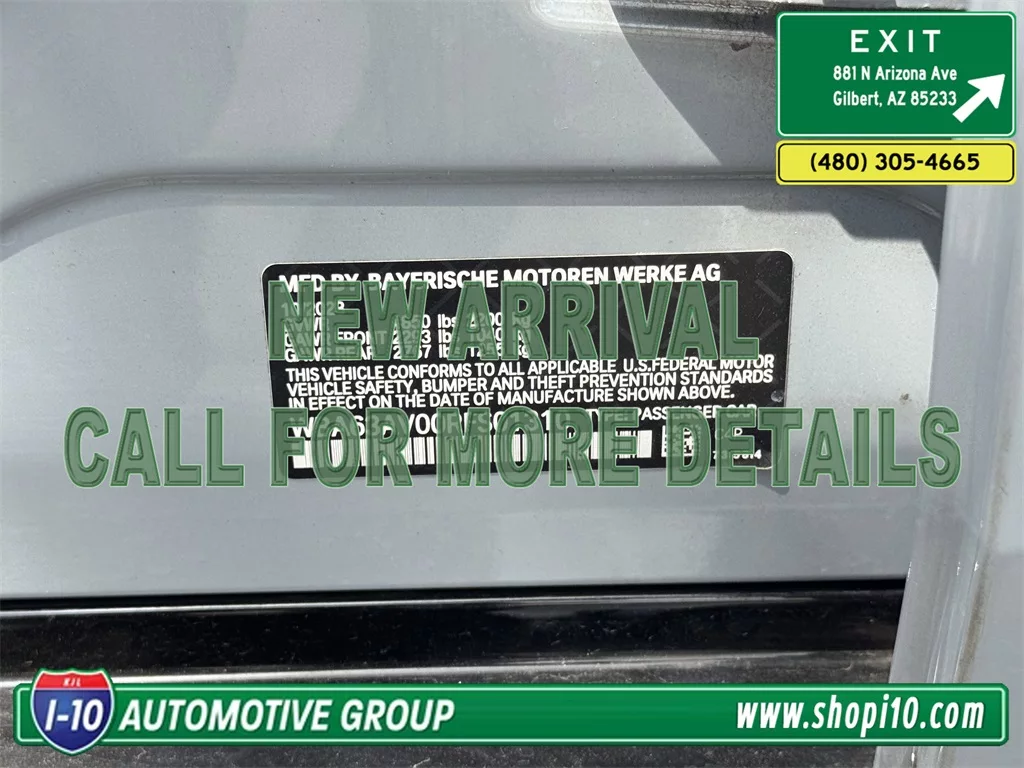 EXIT
881 N Arizona Ave
Gilbert, AZ 85233
(480) 305-4665
MFD BY BAYERISCHE MOTOREN WERKE AG
NEW ARRIVAL
THIS VEHICLE CONFORMS TO ALL APPLICABLE U.S.FEDERAL MOTOR
VEHICLE SAFETY, BUMPER AND THEFT PREVENTION STANDARDS
IN EFFECT ON THE DATE OF MANUFACTURE SHOWN ABOVE.
PASSENGER CAR
CALL FOR MORE DETAILS
I-10 AUTOMOTIVE GROUP
www.shopi10.com